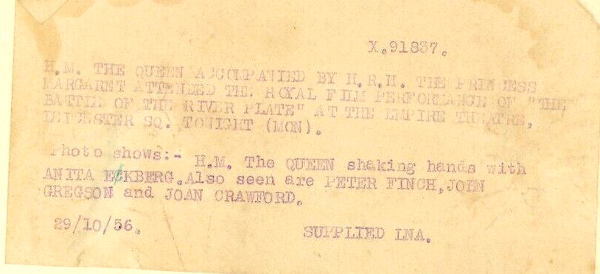 X.91837.
H.M. THE QUEEN ACCOMPANIED BY H.R.H. THE PRINCESS
MARGARET ATTENDED THE ROYAL FILM PERFORMANCE OF "THE
BATTLE OF THE RIVER PLATE" AT THE EMPIRE THEATRE,
LEICESTER SQ. TONIGHT (MON).
Photo shows:- H.M. The QUEEN shaking hands with
ANITA EKBERG.Also seen are PETER FINCH,JOIN
GREGSON and JOAN CRAWFORD.
29/10/56.
SUPPLIED LNA.